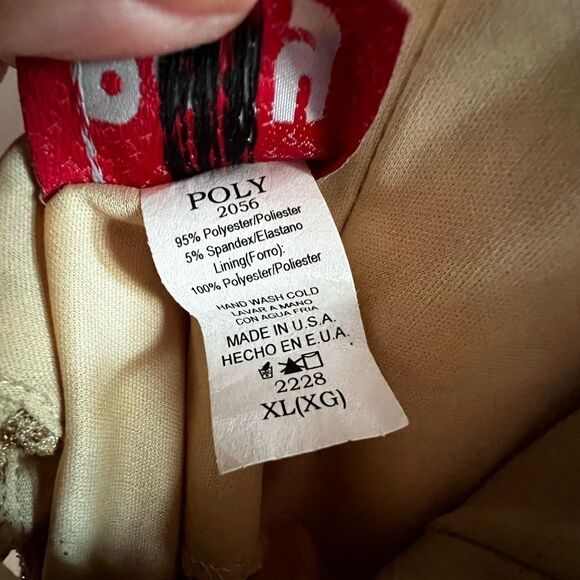 POLY
2056
95% Polyester/Poliester
5% Spandex/Elastano
Lining(Forro):
100% Polyester/Poliester
HAND WASH COLD
LAVAR A MANO
CON AGUA FRIA
MADE IN U.S.A.
HECHO EN E.U.A.
2228
XL(XG)